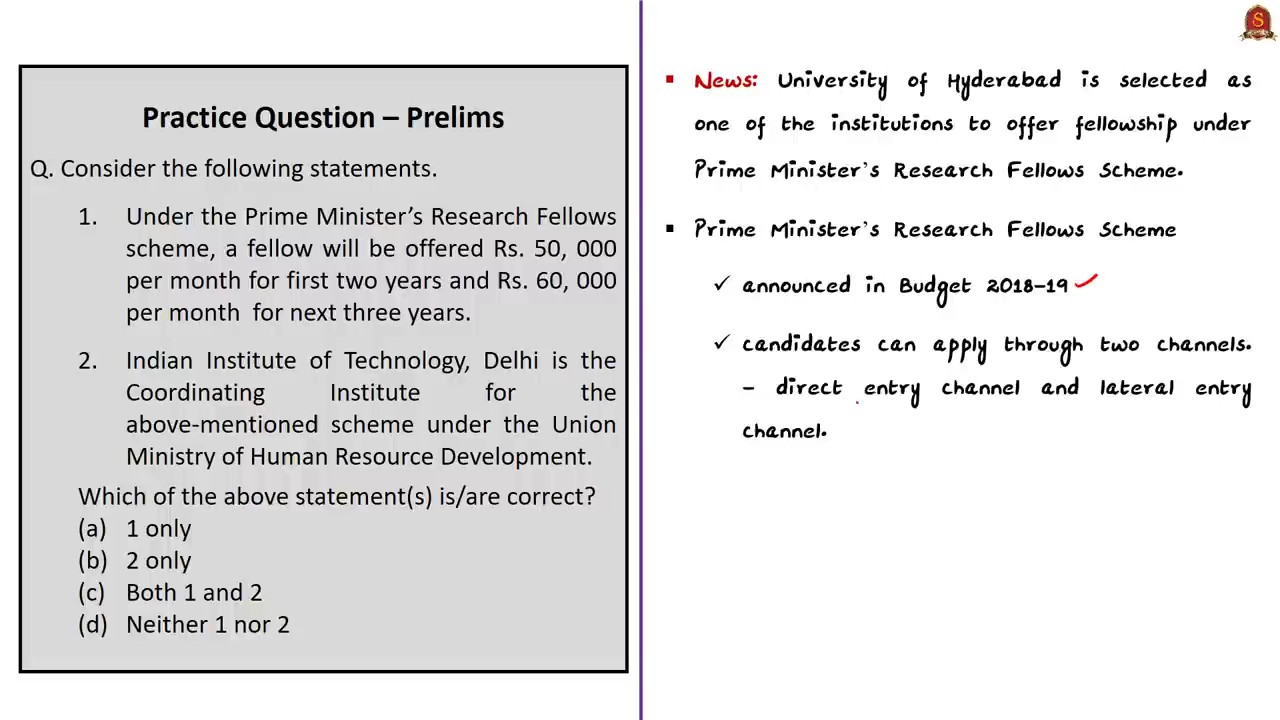 Practice Question – Prelims
Q. Consider the following statements.
1. Under the Prime Minister’s Research Fellows
scheme, a fellow will be offered Rs. 50, 000
per month for first two years and Rs. 60, 000
per month for next three years.
2. Indian Institute of Technology, Delhi is the
Coordinating Institute for the
above-mentioned scheme under the Union
Ministry of Human Resource Development.
Which of the above statement(s) is/are correct?
(a) 1 only
(b) 2 only
(c) Both 1 and 2
(d) Neither 1 nor 2
▪ News: University of Hyderabad is selected as
one of the institutions to offer fellowship under
Prime Minister’s Research Fellows Scheme.
▪ Prime Minister’s Research Fellows Scheme
✓ announced in Budget 2018-19
✓ candidates can apply through two channels.
- direct entry channel and lateral entry
channel.
S